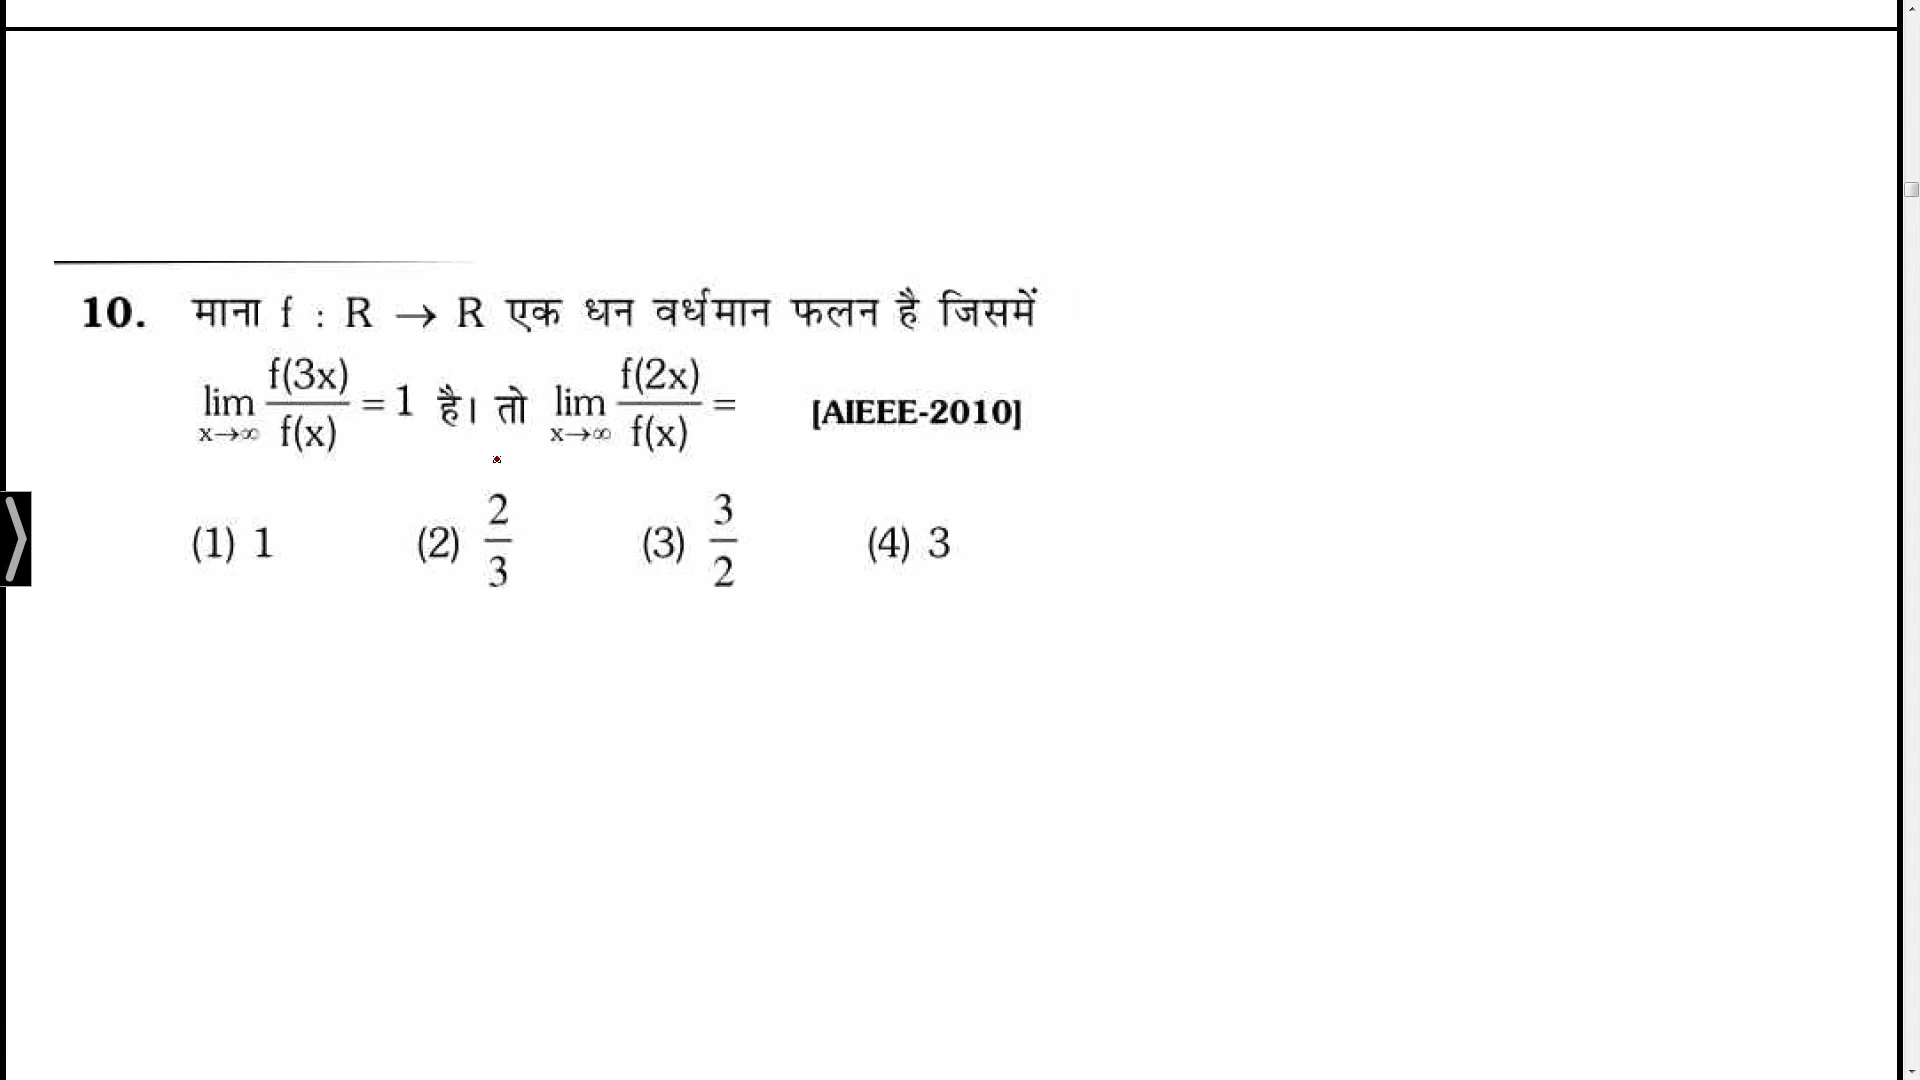 10. माना f : R → R एक धन वर्धमान फलन है जिसमें
lim x→∞ f(3x)/f(x) = 1 है। तो lim x→∞ f(2x)/f(x) = [AIEEE-2010]
(1) 1 (2) 2/3 (3) 3/2 (4) 3